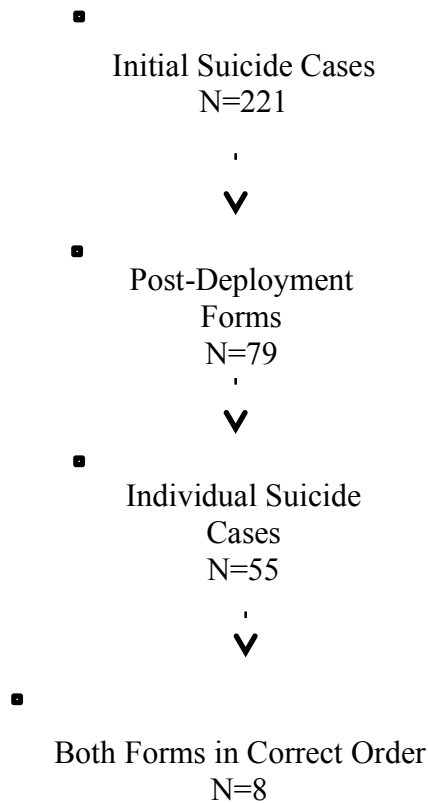 Initial Suicide Cases
N=221
Post-Deployment
Forms
N=79
Individual Suicide
Cases
N=55
Both Forms in Correct Order
N=8